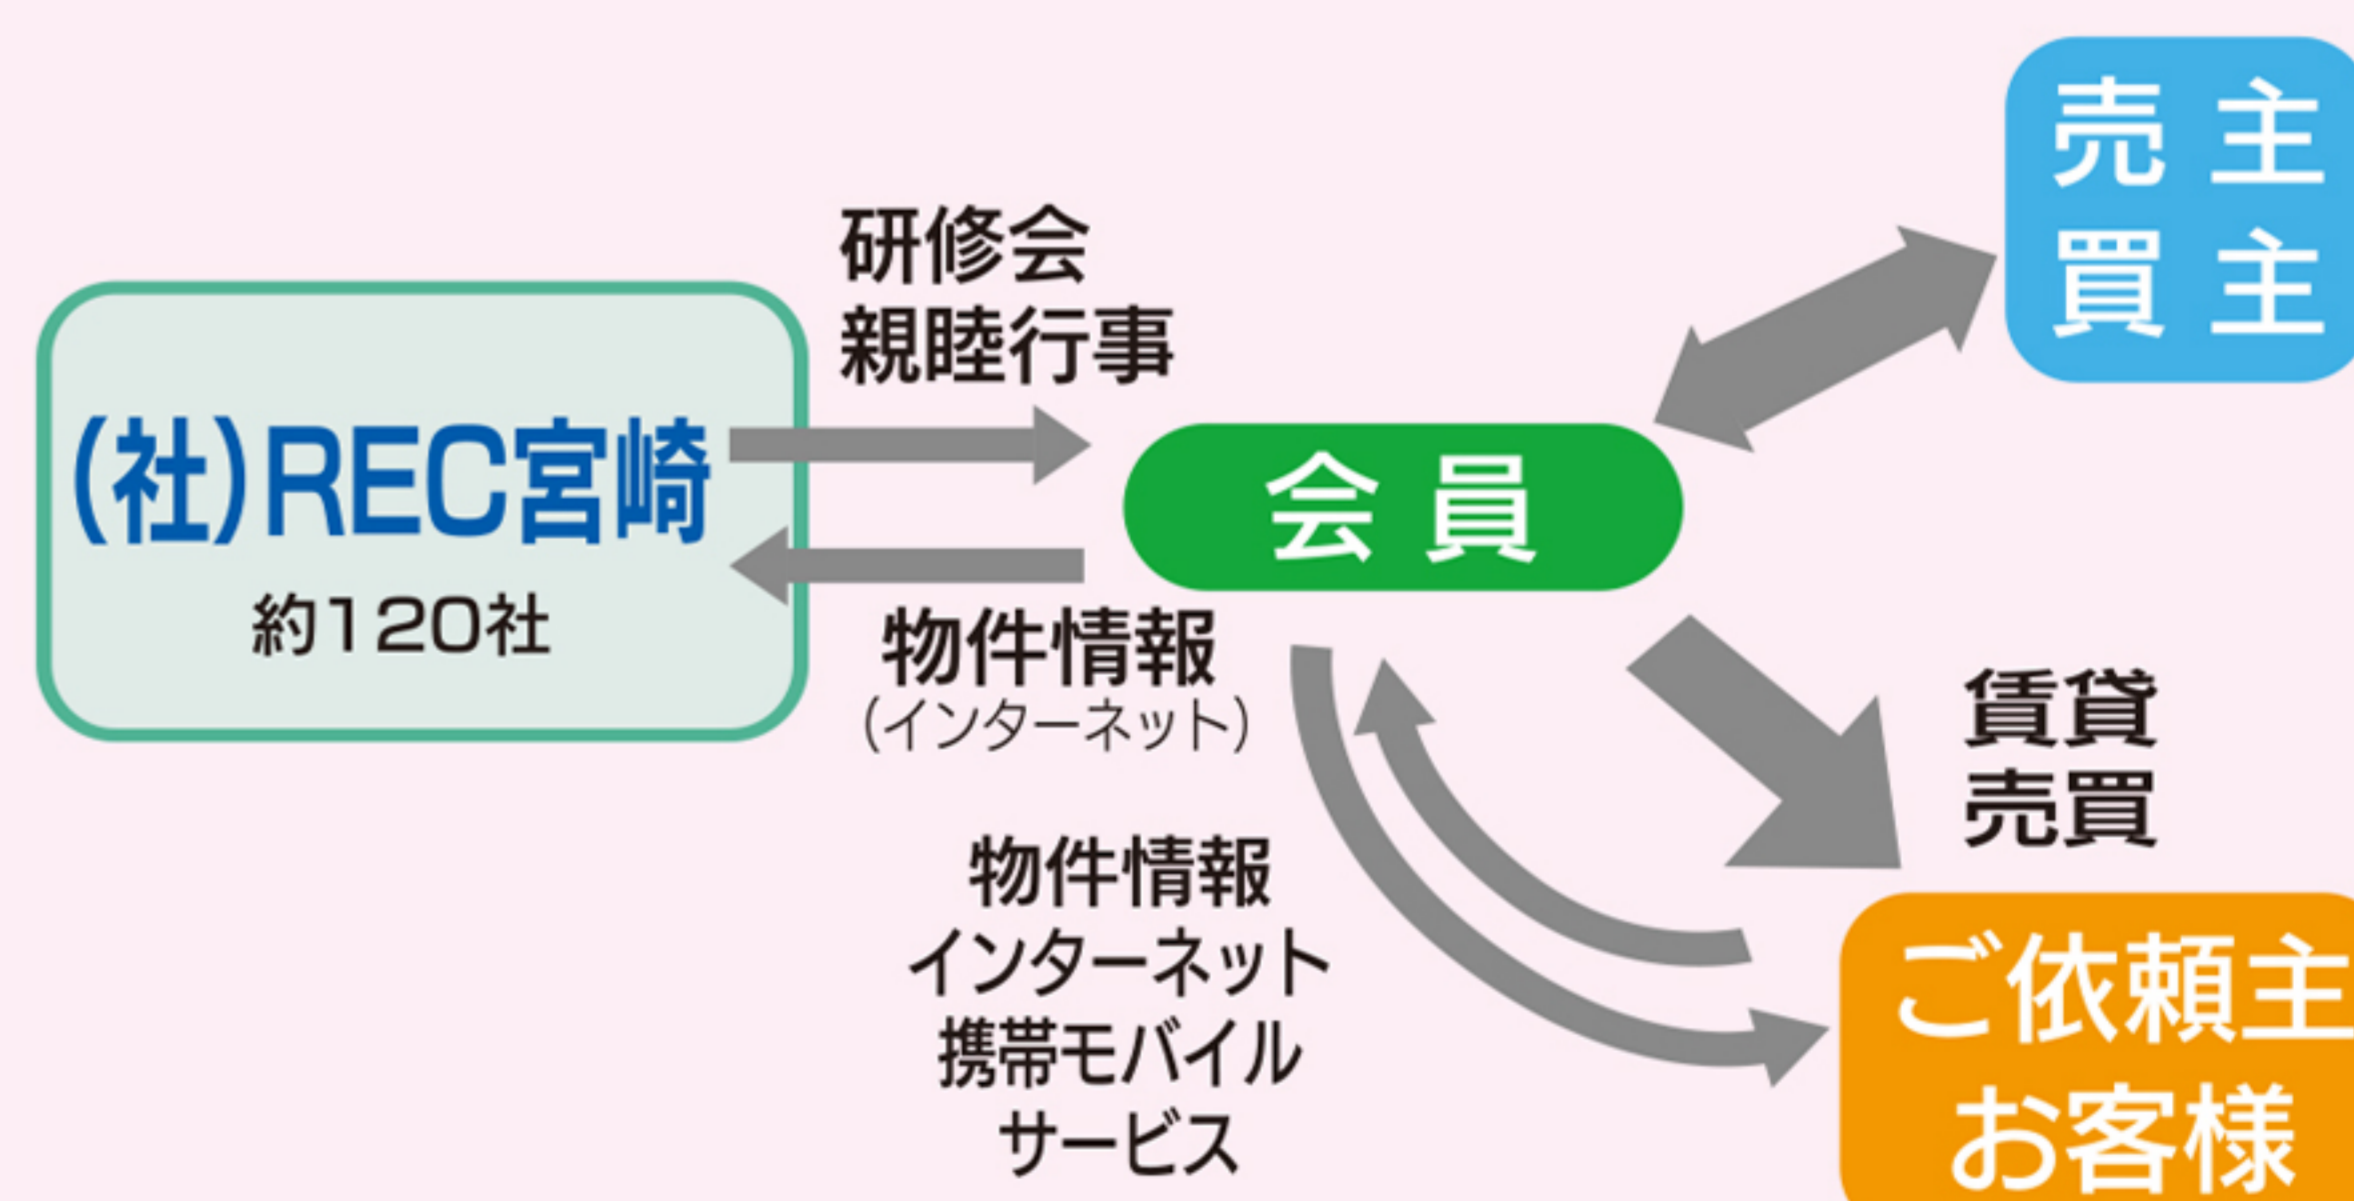 売主
買主
研修会
親睦行事
(社)REC宮崎
約120社
会員
物件情報
(インターネット)
賃貸
売買
物件情報
インターネット
携帯モバイル
サービス
ご依頼主
お客様